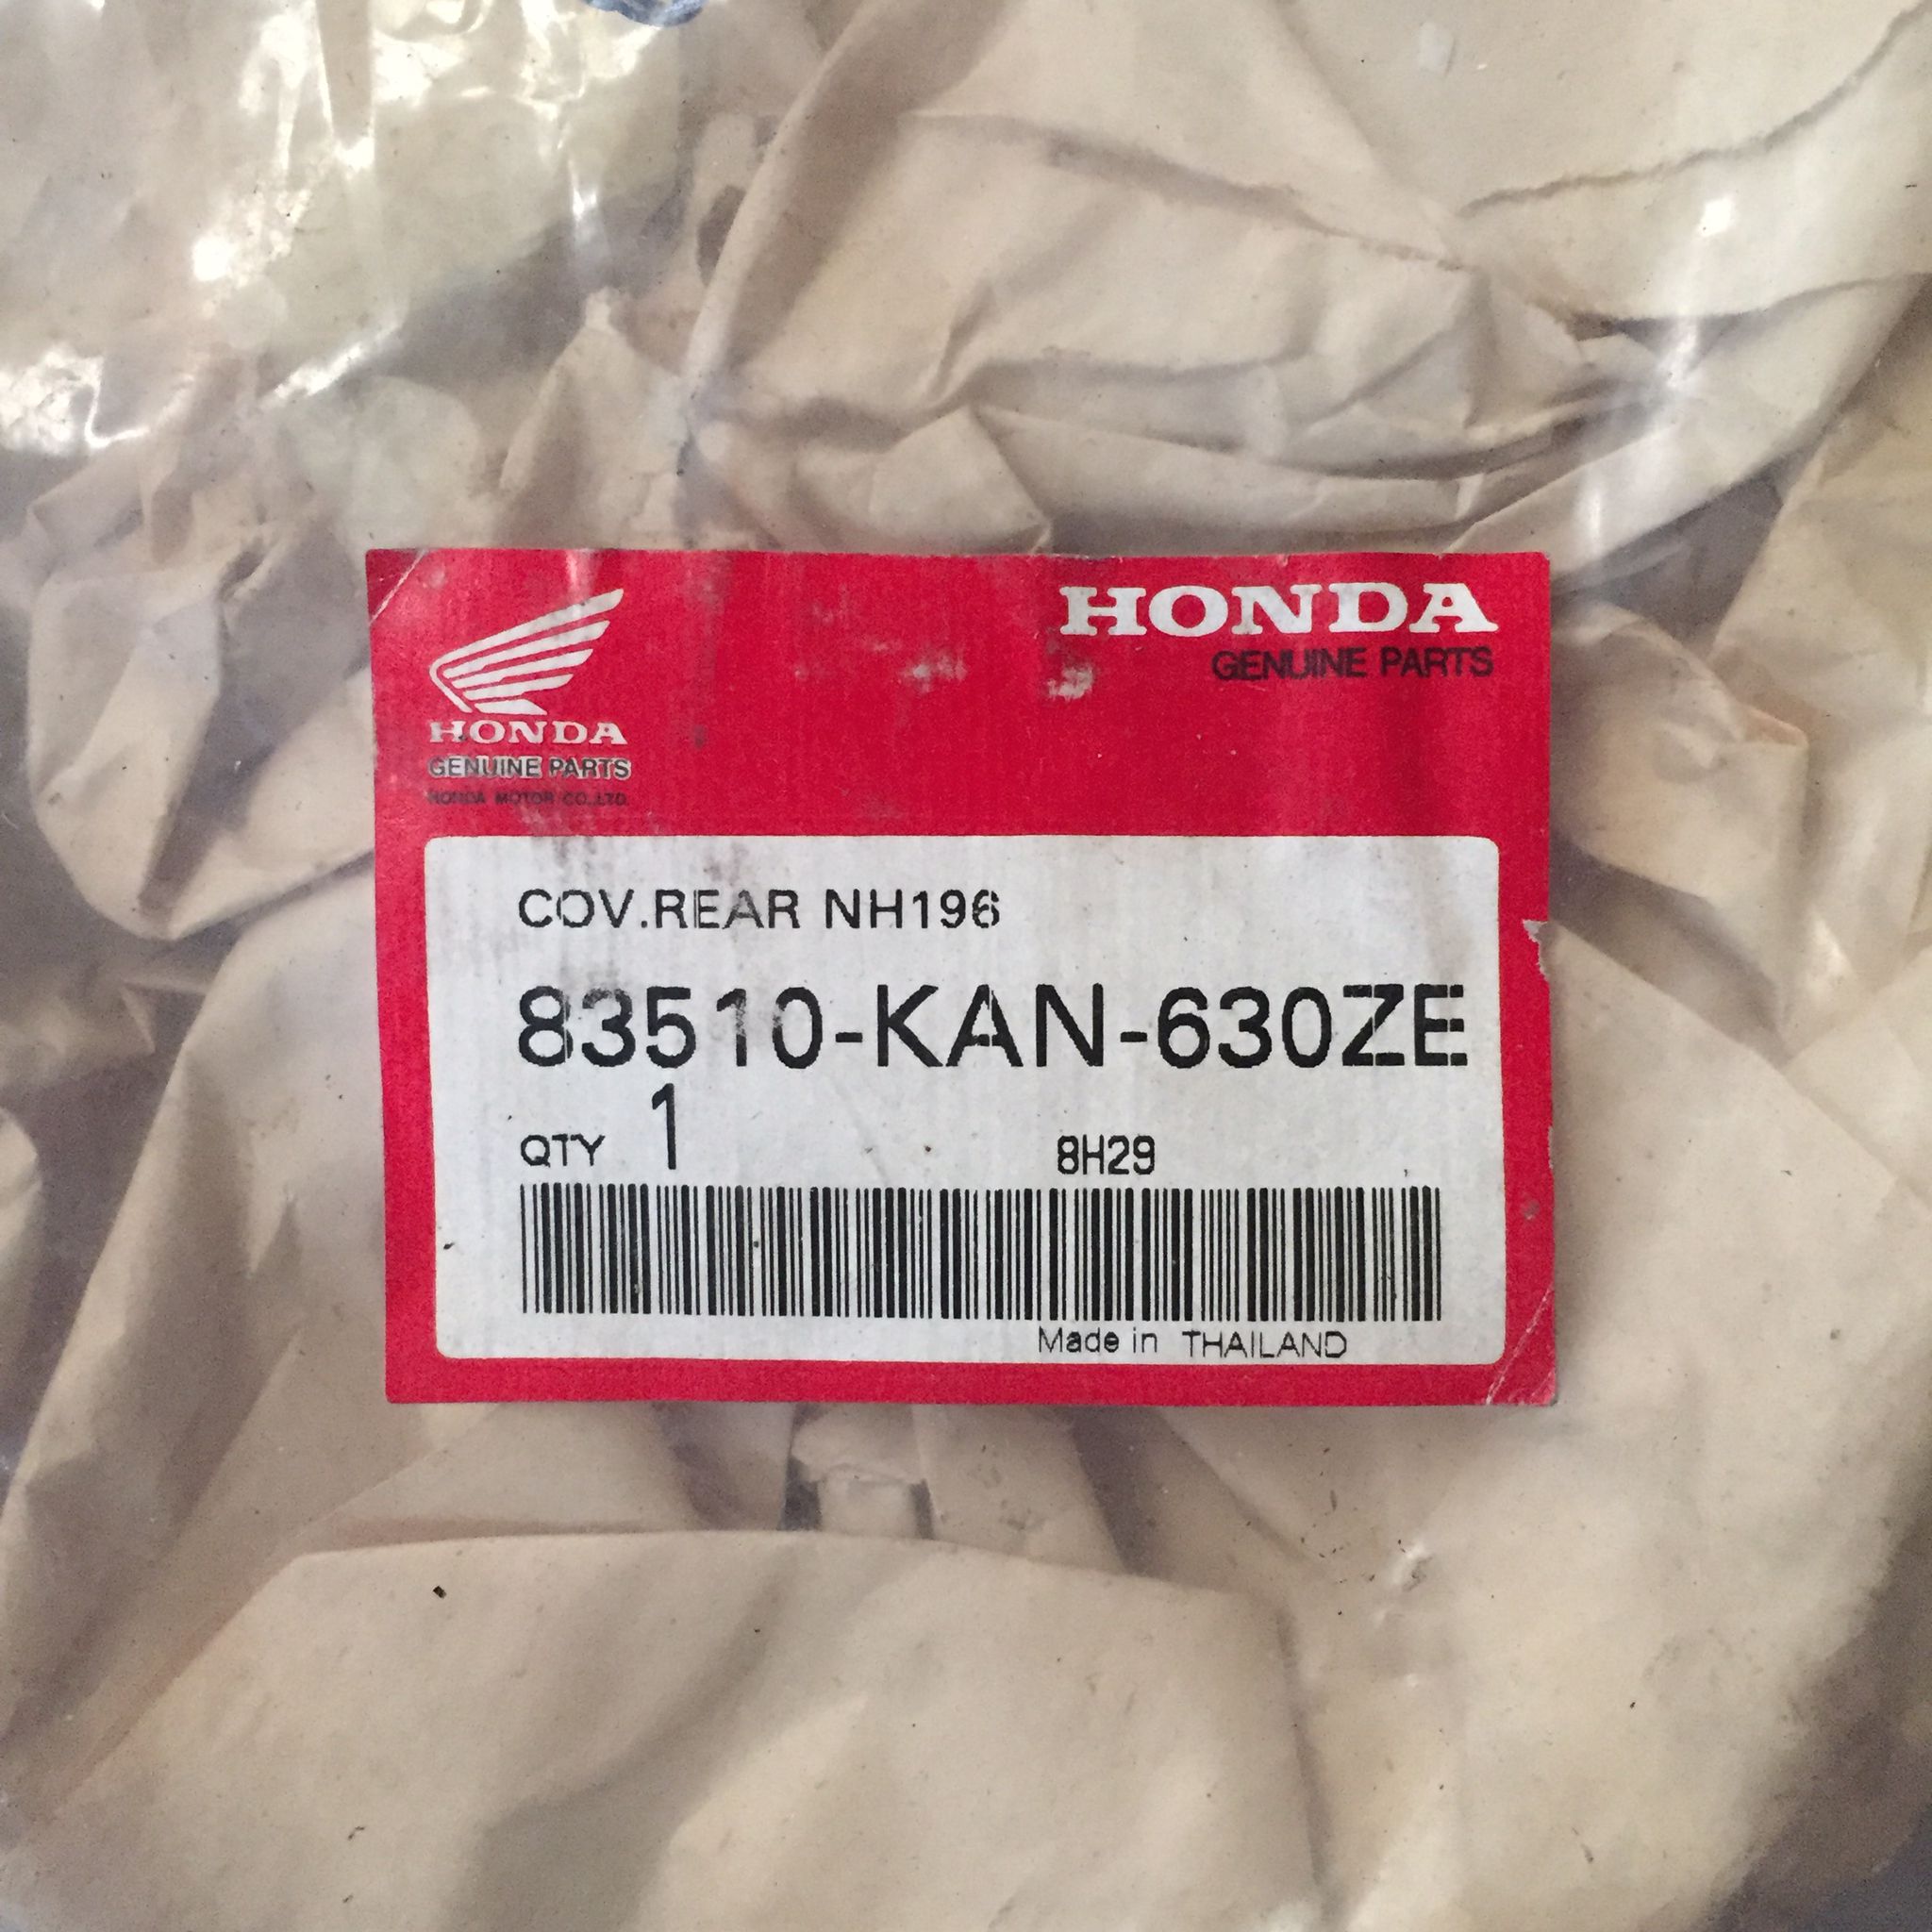 HONDA
GENUINE PARTS
HONDA
GENUINE PARTS
HONDA MOTOR CO.,LTD.
COV.REAR NH196
83510-KAN-630ZE
QTY 1 8H29
Made in THAILAND